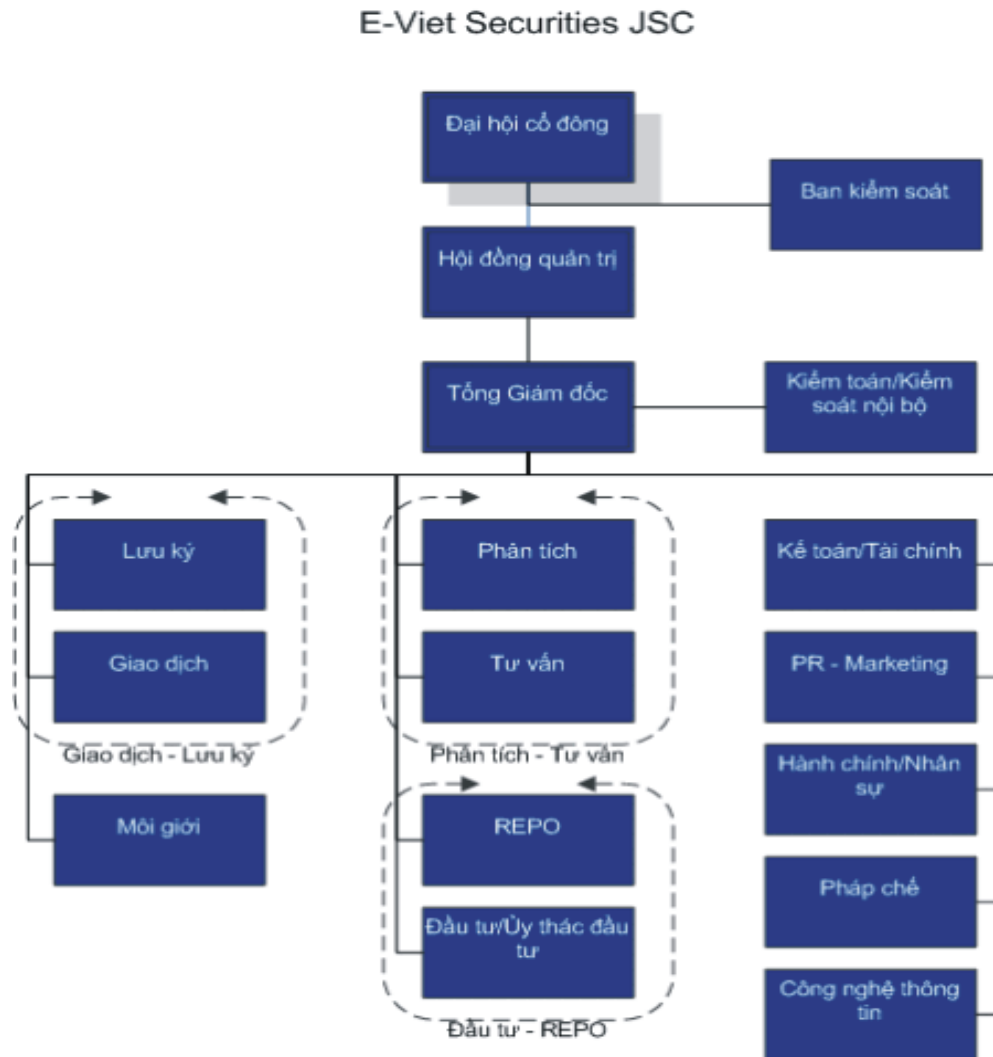 E-Viet Securities JSC
Đại hội cổ đông
Ban kiểm soát
Hội đồng quản trị
Tổng Giám đốc
Kiểm toán/Kiểm
soát nội bộ
Lưu ký
Giao dịch
Giao dịch - Lưu ký
Môi giới
Phân tích
Tư vấn
Phân tích - Tư vấn
REPO
Đầu tư/Ủy thác đầu
tư
Đầu tư - REPO
Kế toán/Tài chính
PR - Marketing
Hành chính/Nhân
sự
Pháp chế
Công nghệ thông
tin